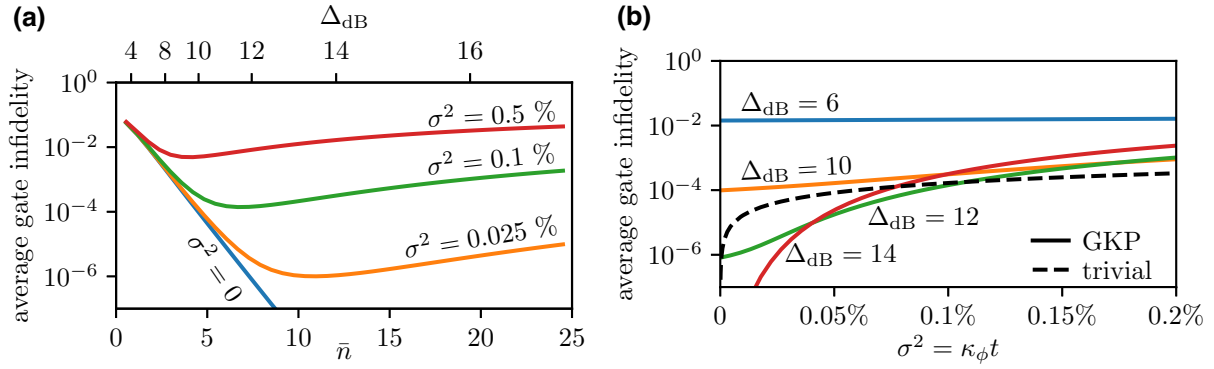 (a)
Δ_dB
4 8 10 12 14 16
average gate infidelity
10^0
10^−2
10^−4
10^−6
σ² = 0.5 %
σ² = 0.1 %
σ² = 0.025 %
σ² = 0
0 5 10 15 20 25
n̄
(b)
average gate infidelity
10^0
10^−2
10^−4
10^−6
Δ_dB = 6
Δ_dB = 10
Δ_dB = 12
Δ_dB = 14
GKP
trivial
0 0.05% 0.1% 0.15% 0.2%
σ² = κ_ϕt